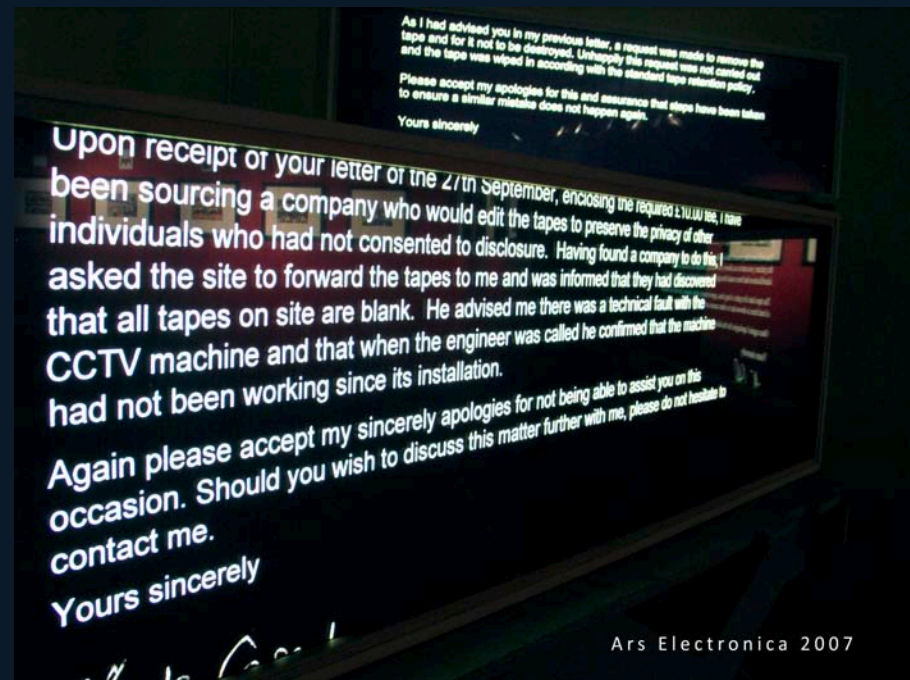 As I had advised you in my previous letter, a request was made to remove the
tape and for it not to be destroyed. Unhappily this request was not carried out
and the tape was wiped in according with the standard tape retention policy.
Please accept my apologies for this and assurance that steps have been taken
to ensure a similar mistake does not happen again.
Yours sincerely
Upon receipt of your letter of the 27th September, enclosing the required £10.00 fee, I have
been sourcing a company who would edit the tapes to preserve the privacy of other
individuals who had not consented to disclosure. Having found a company to do this, I
asked the site to forward the tapes to me and was informed that they had discovered
that all tapes on site are blank. He advised me there was a technical fault with the
CCTV machine and that when the engineer was called he confirmed that the machine
had not been working since its installation.
Again please accept my sincerely apologies for not being able to assist you on this
occasion. Should you wish to discuss this matter further with me, please do not hesitate to
contact me.
Yours sincerely
Ars Electronica 2007